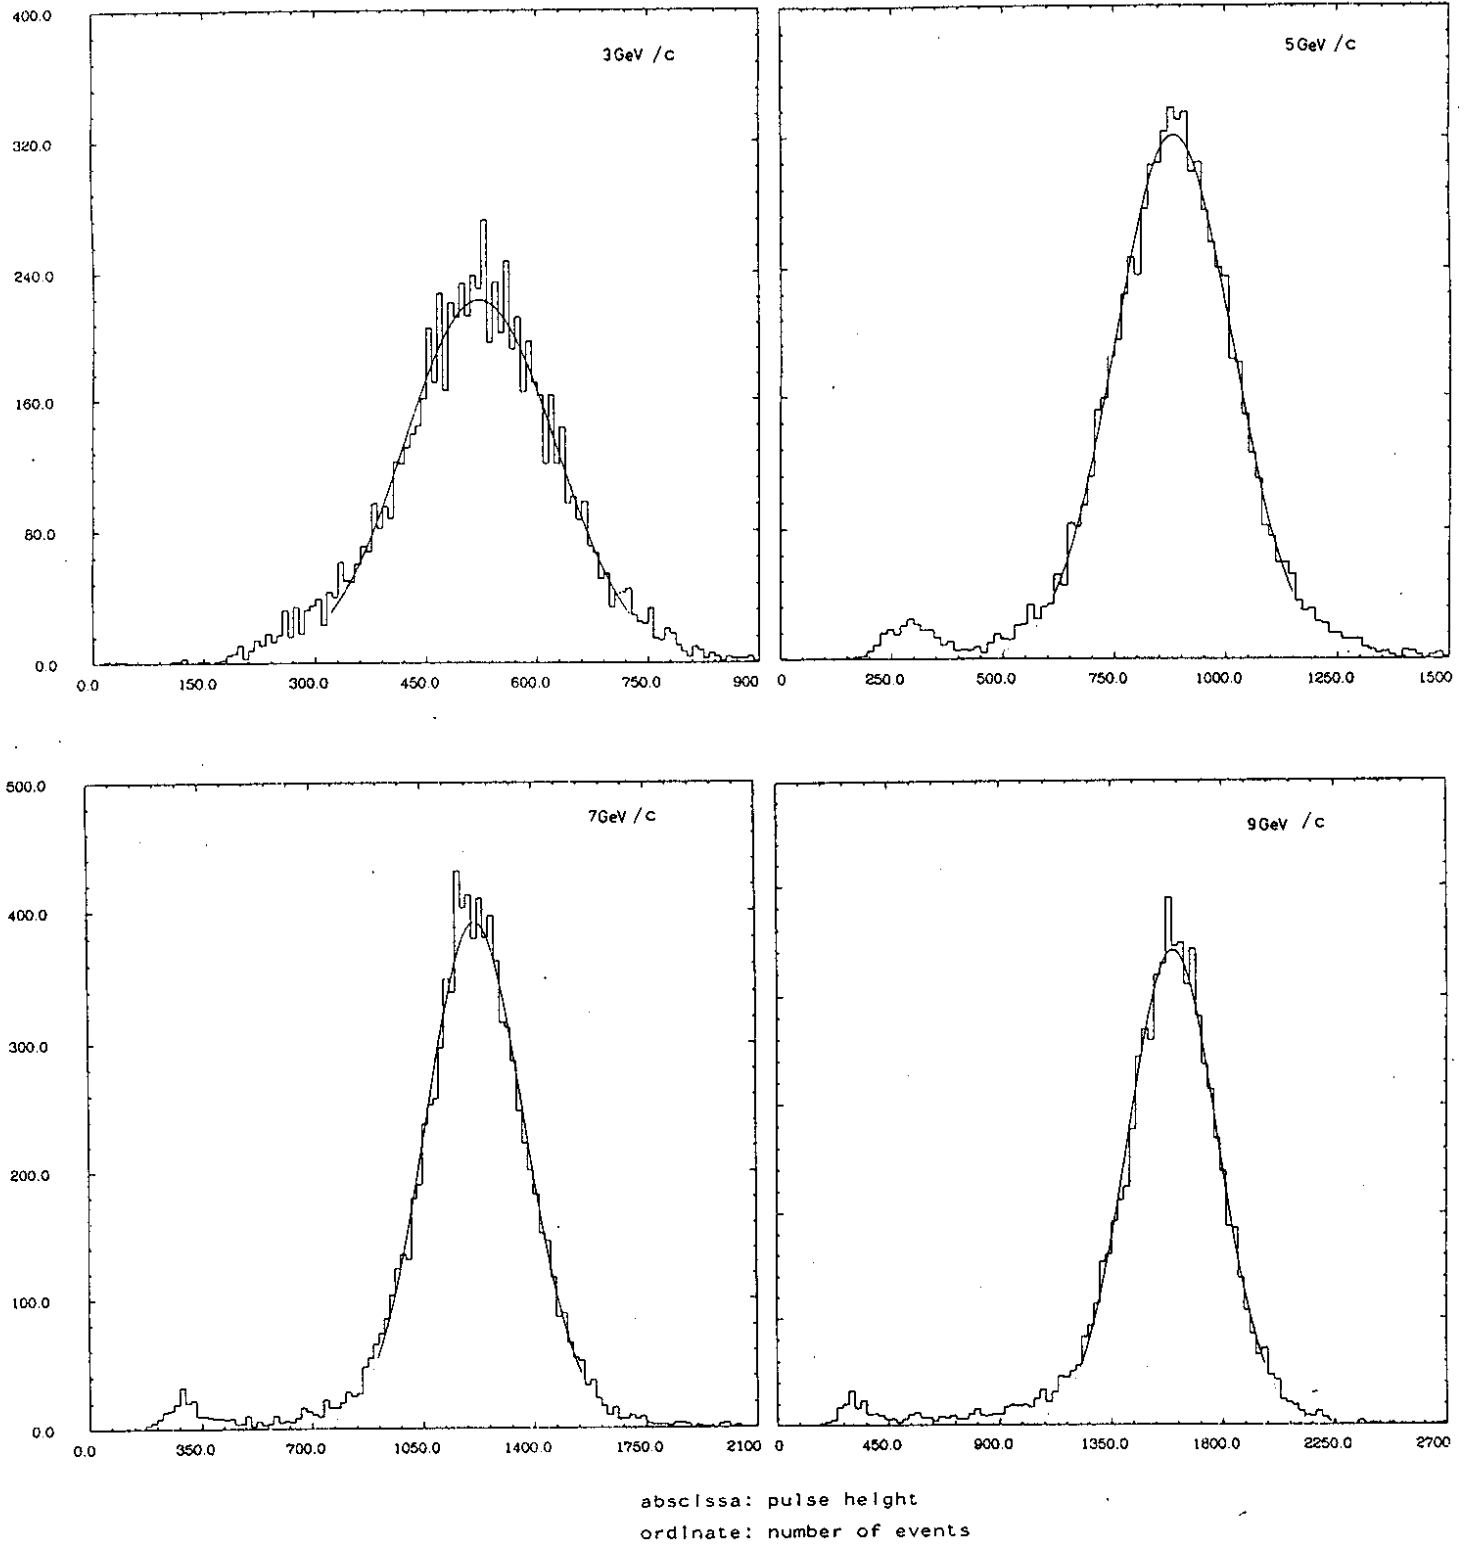 400.0
3GeV /c
5GeV /c
320.0
240.0
160.0
80.0
0.0
0.0 150.0 300.0 450.0 600.0 750.0 900
0 250.0 500.0 750.0 1000.0 1250.0 1500
500.0
7GeV /c
9GeV /c
400.0
300.0
200.0
100.0
0.0
0.0 350.0 700.0 1050.0 1400.0 1750.0 2100
0 450.0 900.0 1350.0 1800.0 2250.0 2700
abscissa: pulse height
ordinate: number of events